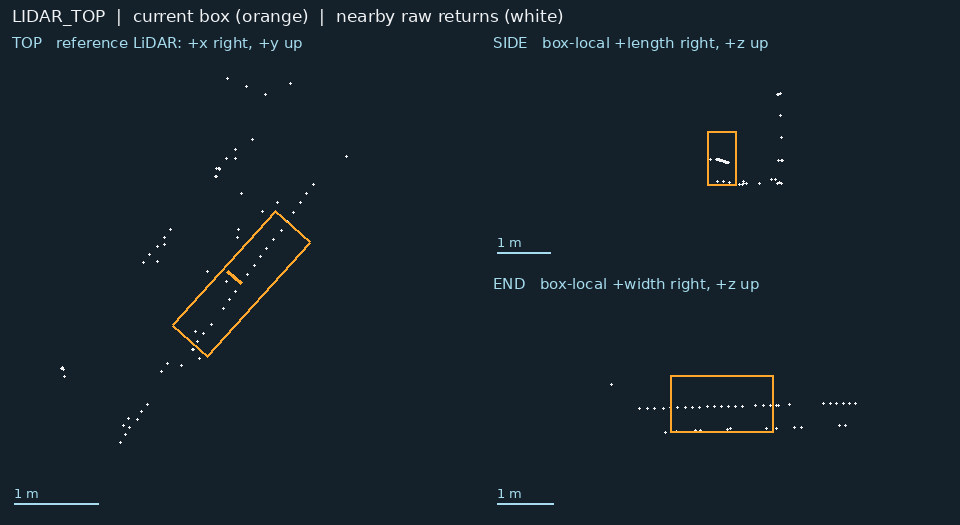 LIDAR_TOP | current box (orange) | nearby raw returns (white)
TOP reference LiDAR: +x right, +y up
SIDE box-local +length right, +z up
1 m
END box-local +width right, +z up
1 m
1 m